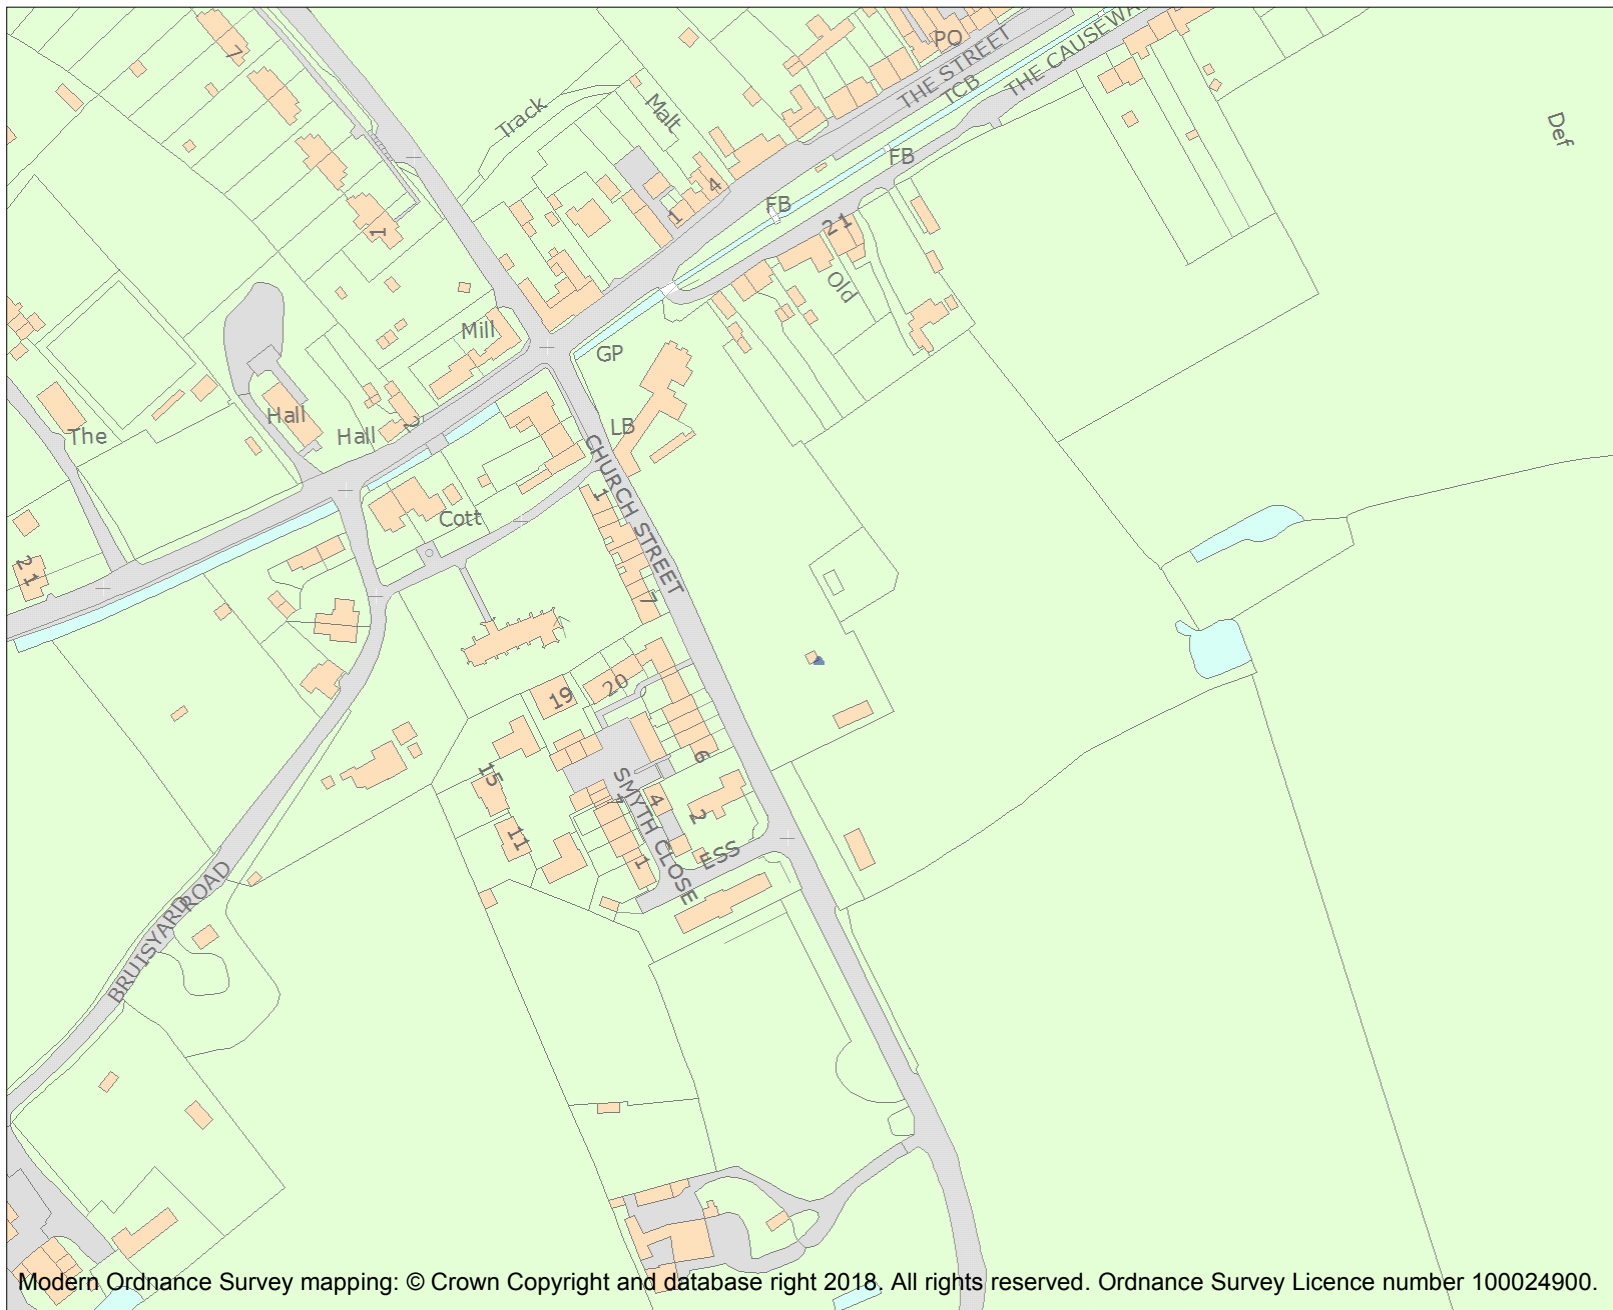 PO
7
THE STREET
TCB
THE CAUSEWA
Track
Malt
Def
FB
4
1
FB
2 1
1
Old
Mill
GP
Hall
Hall
2
The
LB
CHURCH STREET
1
Cott
2 1
7
19
20
6
15
SMYTH CLOSE
7
4
2
11
1
ESS
BRUISYARD ROAD
Modern Ordnance Survey mapping: © Crown Copyright and database right 2018. All rights reserved. Ordnance Survey Licence number 100024900.